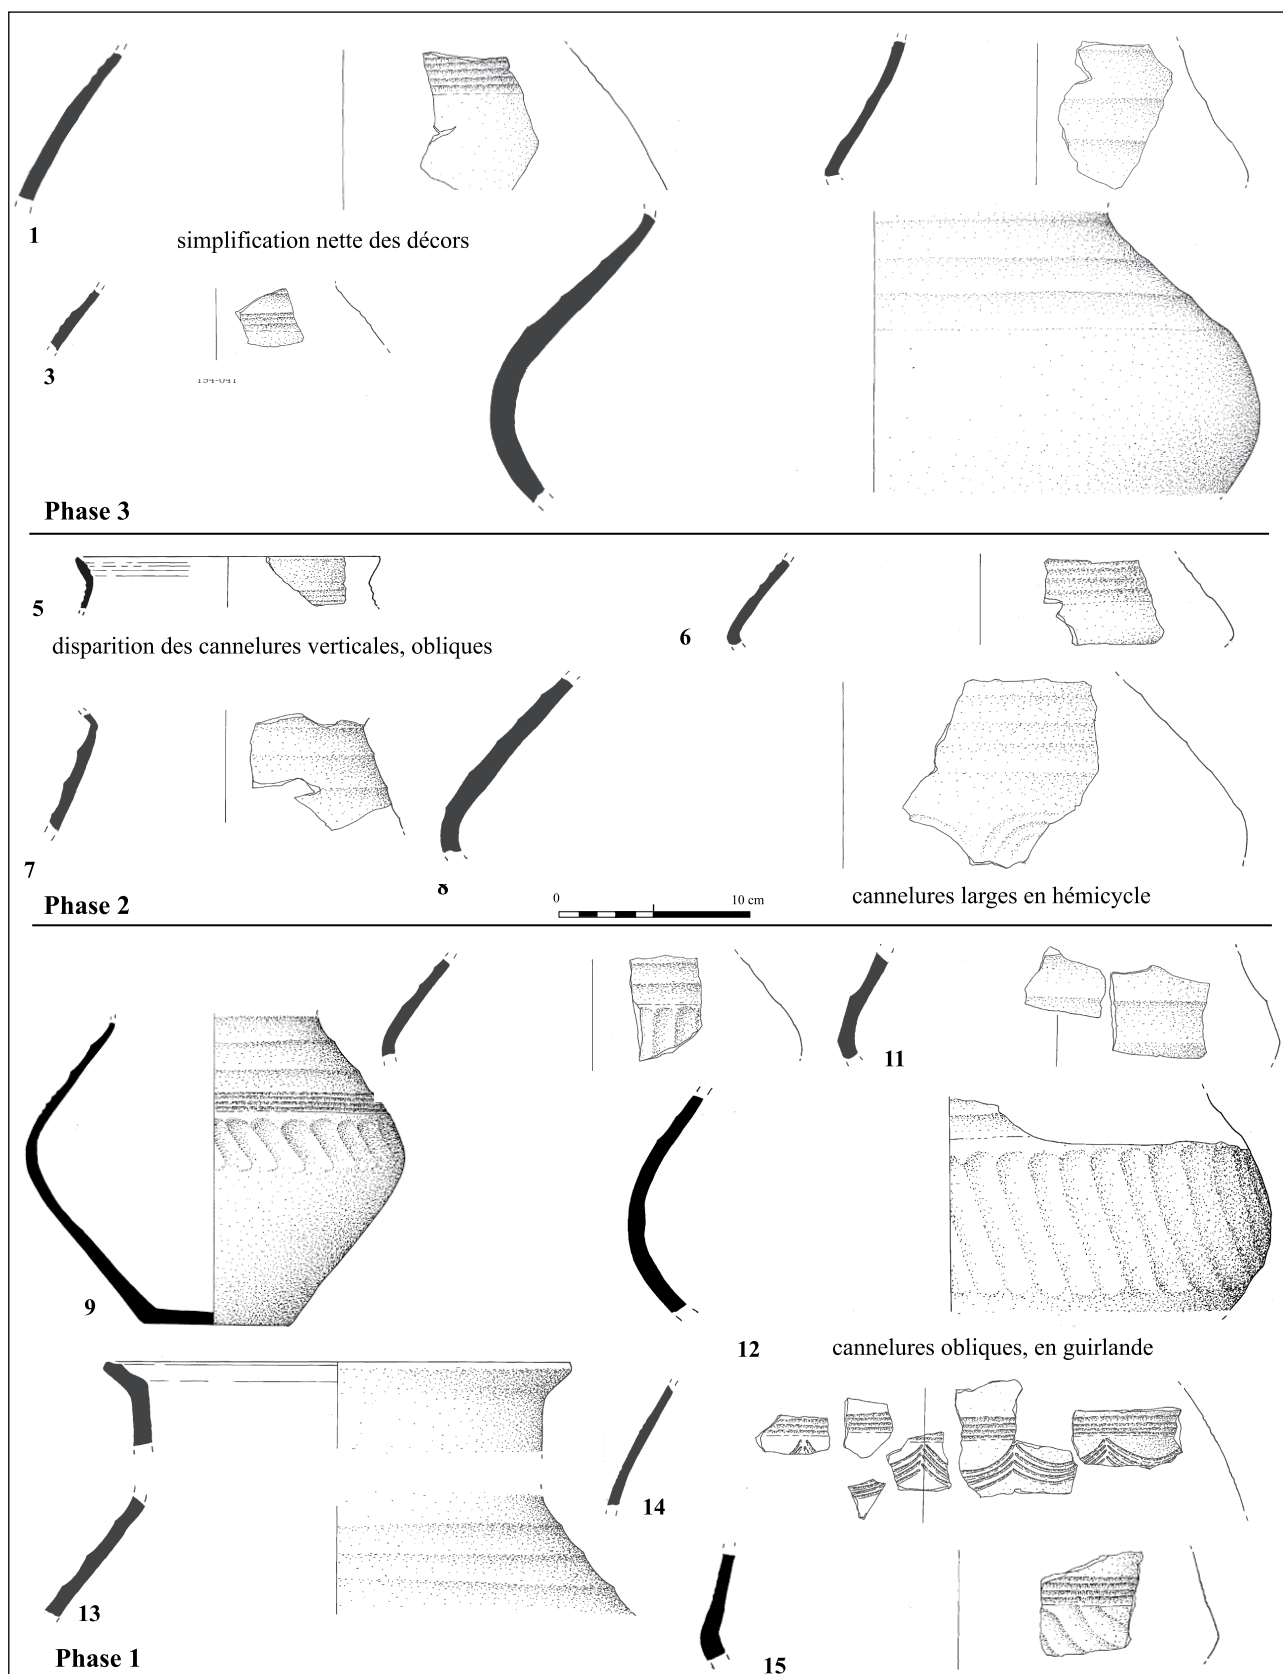 1
simplification nette des décors
3
Phase 3
5
6
disparition des cannelures verticales, obliques
7
8
0 10 cm
cannelures larges en hémicycle
Phase 2
11
9
12
cannelures obliques, en guirlande
14
13
15
Phase 1